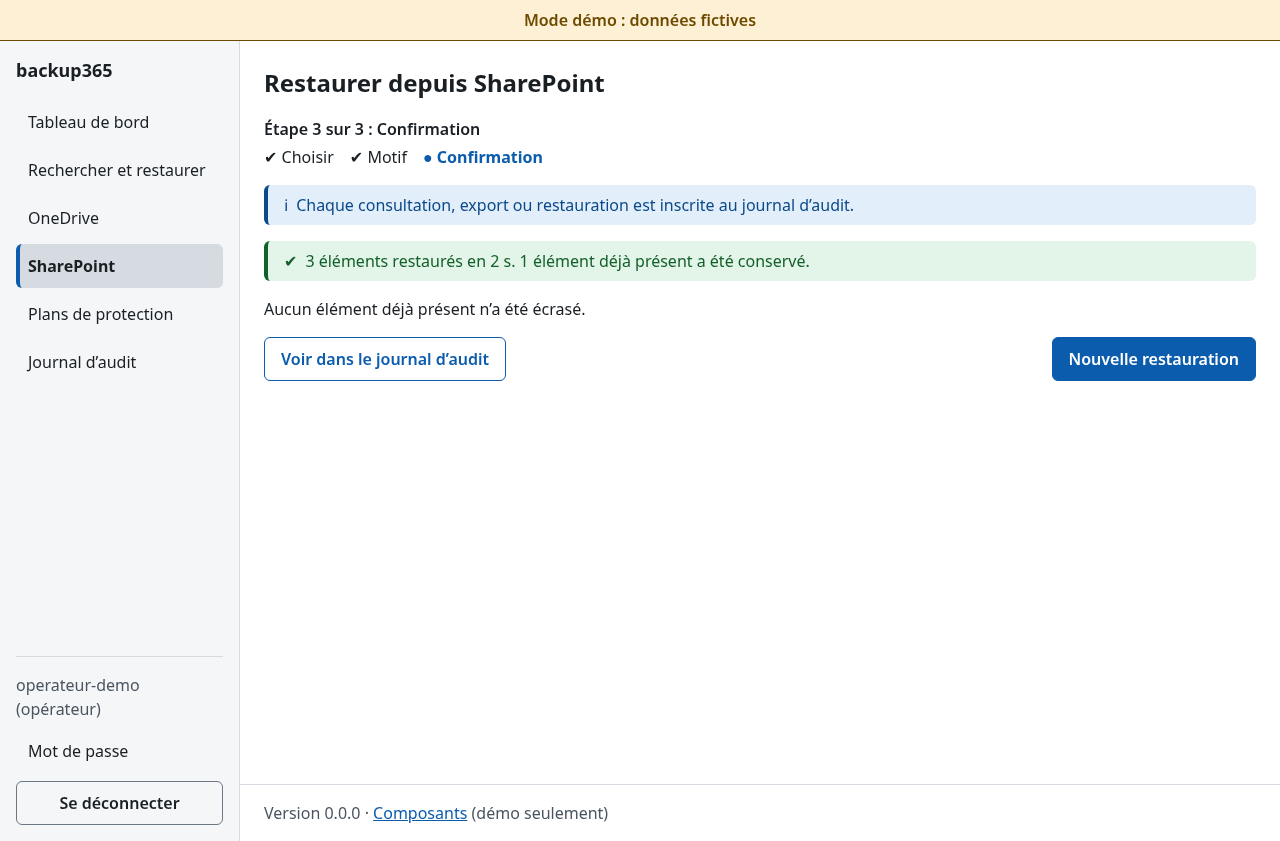 Mode démo : données fictives
backup365
Tableau de bord
Rechercher et restaurer
OneDrive
SharePoint
Plans de protection
Journal d’audit
operateur-demo
(opérateur)
Mot de passe
Se déconnecter
Restaurer depuis SharePoint
Étape 3 sur 3 : Confirmation
✔ Choisir ✔ Motif ● Confirmation
i Chaque consultation, export ou restauration est inscrite au journal d’audit.
✔ 3 éléments restaurés en 2 s. 1 élément déjà présent a été conservé.
Aucun élément déjà présent n’a été écrasé.
Voir dans le journal d’audit
Nouvelle restauration
Version 0.0.0 · Composants (démo seulement)